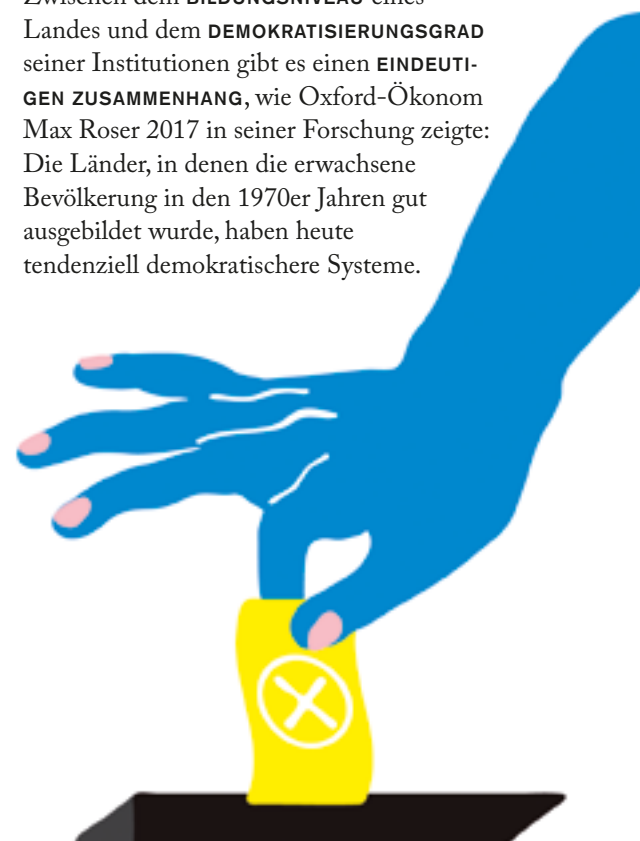 Zwischen dem BILDUNGSNIVEAU eines
Landes und dem DEMOKRATISIERUNGSGRAD
seiner Institutionen gibt es einen EINDEUTI-
GEN ZUSAMMENHANG, wie Oxford-Ökonom
Max Roser 2017 in seiner Forschung zeigte:
Die Länder, in denen die erwachsene
Bevölkerung in den 1970er Jahren gut
ausgebildet wurde, haben heute
tendenziell demokratischere Systeme.